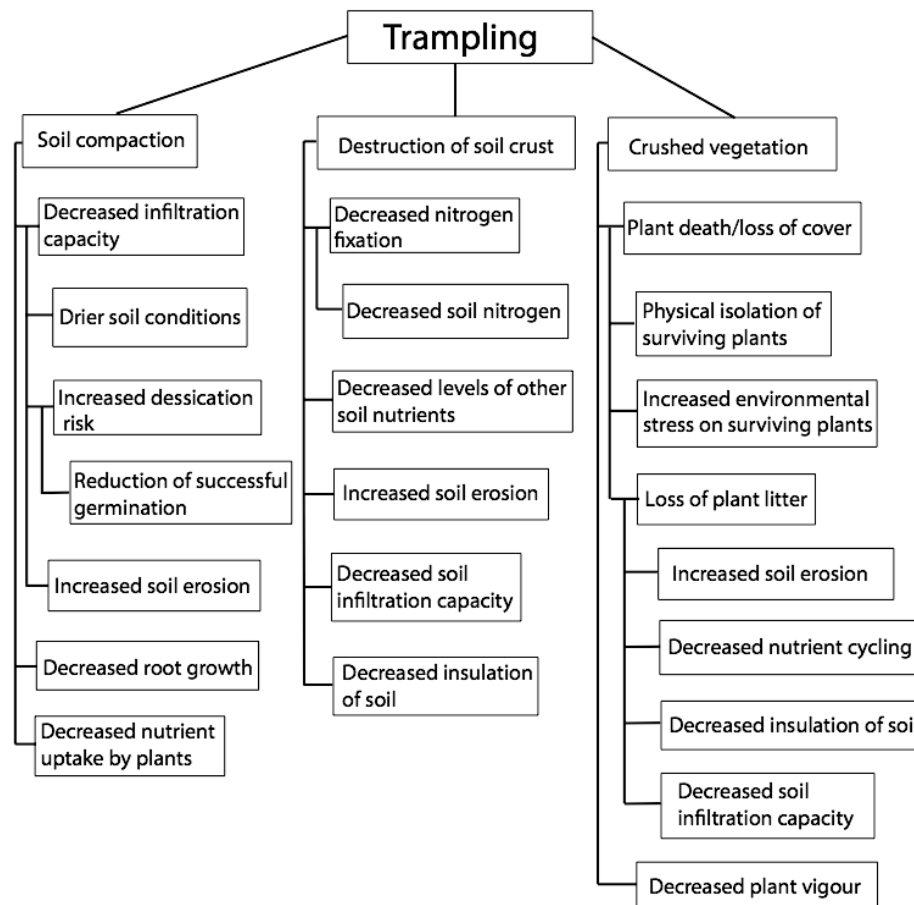 Trampling
Soil compaction
Decreased infiltration
capacity
Drier soil conditions
Increased dessication
risk
Reduction of successful
germination
Increased soil erosion
Decreased root growth
Decreased nutrient
uptake by plants
Destruction of soil crust
Decreased nitrogen
fixation
Decreased soil nitrogen
Decreased levels of other
soil nutrients
Increased soil erosion
Decreased soil
infiltration capacity
Decreased insulation
of soil
Crushed vegetation
Plant death/loss of cover
Physical isolation of
surviving plants
Increased environmental
stress on surviving plants
Loss of plant litter
Increased soil erosion
Decreased nutrient cycling
Decreased insulation of soil
Decreased soil
infiltration capacity
Decreased plant vigour